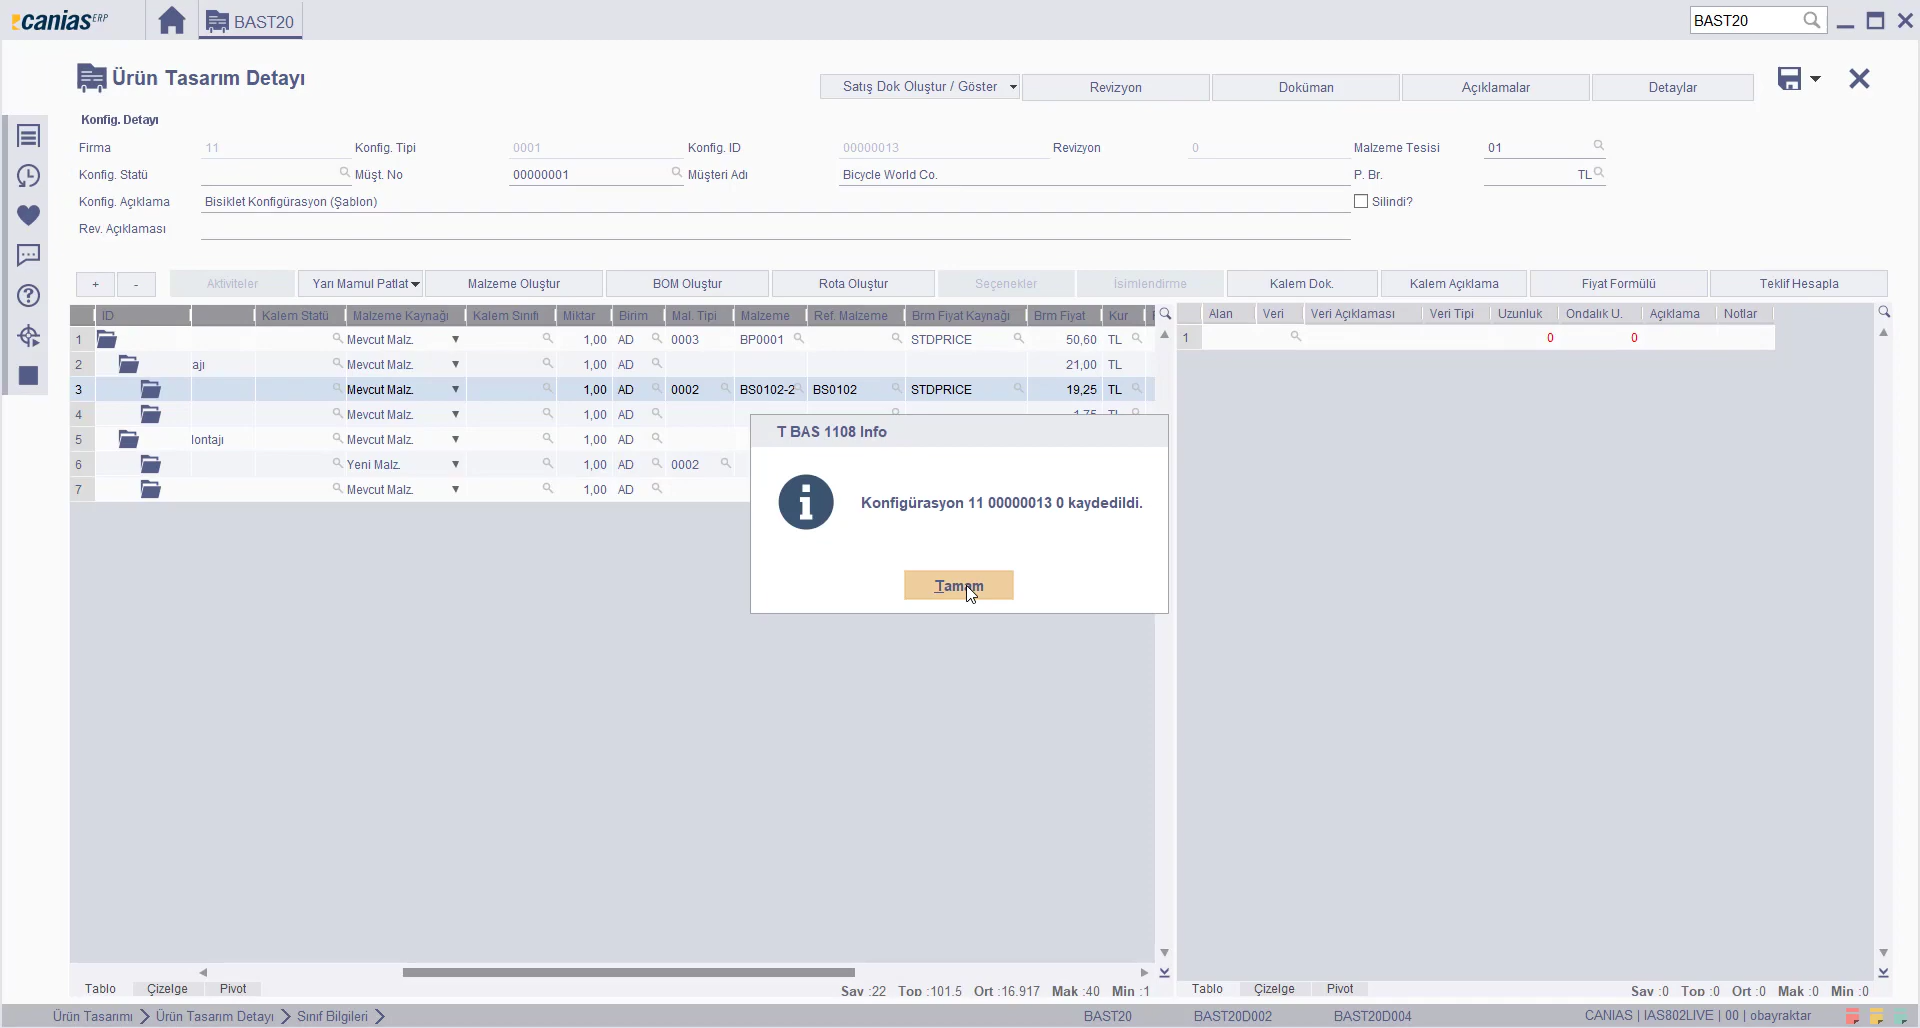 canias ERP
BAST20
BAST20
Ürün Tasarım Detayı
Satış Dok Oluştur / Göster
Revizyon
Doküman
Açıklamalar
Detaylar
Konfig. Detayı
Firma 11 Konfig. Tipi 0001 Konfig. ID 00000013 Revizyon 0 Malzeme Tesisi 01
Konfig. Statü Müşt. No 00000001 Müşteri Adı Bicycle World Co. P. Br. TL
Konfig. Açıklama Bisiklet Konfigürasyon (Şablon) Silindi?
Rev. Açıklaması
+ - Aktiviteler Yarı Mamul Patlat Malzeme Oluştur BOM Oluştur Rota Oluştur Seçenekler İsimlendirme Kalem Dok. Kalem Açıklama Fiyat Formülü Teklif Hesapla
ID Kalem Statü Malzeme Kaynağı Kalem Sınıfı Miktar Birim Mal. Tipi Malzeme Ref. Malzeme Brm Fiyat Kaynağı Brm Fiyat Kur
1 Mevcut Malz. 1,00 AD 0003 BP0001 STDPRICE 50,60 TL
2 ajı Mevcut Malz. 1,00 AD 21,00 TL
3 Mevcut Malz. 1,00 AD 0002 BS0102-2 BS0102 STDPRICE 19,25 TL
4 Mevcut Malz. 1,00 AD 1,75 TL
5 lontajı Mevcut Malz. 1,00 AD
6 Yeni Malz. 1,00 AD 0002
7 Mevcut Malz. 1,00 AD
Alan Veri Veri Açıklaması Veri Tipi Uzunluk Ondalık U. Açıklama Notlar
1 0 0
T BAS 1108 Info
Konfigürasyon 11 00000013 0 kaydedildi.
Tamam
Tablo Çizelge Pivot Say :22 Top :101.5 Ort :16.917 Mak :40 Min :1
Tablo Çizelge Pivot Say :0 Top :0 Ort :0 Mak :0 Min :0
Ürün Tasarımı Ürün Tasarım Detayı Sınıf Bilgileri BAST20 BAST20D002 BAST20D004 CANIAS | IAS802LIVE | 00 | obayraktar